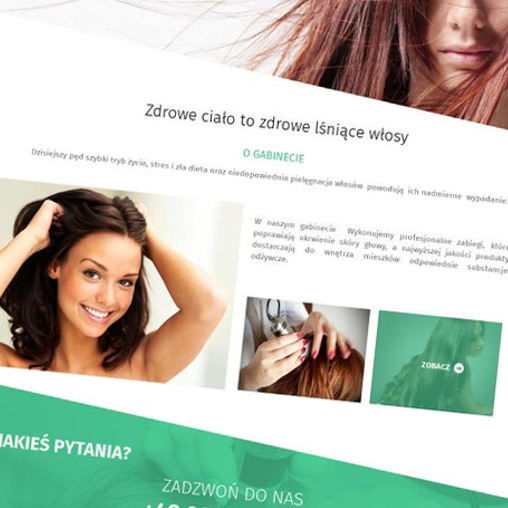 Zdrowe ciało to zdrowe lśniące włosy
O GABINECIE
Dzisiejszy pęd szybki tryb życia, stres i zła dieta oraz niedopowiednia pielęgnacja włosów powodują ich nadmierne wypadanie.
W naszym gabinecie Wykonujemy profesjonalne zabiegi, które
poprawiają ukrwienie skóry głowy, a najwyższej jakości produkty
dostarczają do wnętrza mieszków odpowiednie substancje
odżywcze.
ZOBACZ
JAKIEŚ PYTANIA?
ZADZWOŃ DO NAS